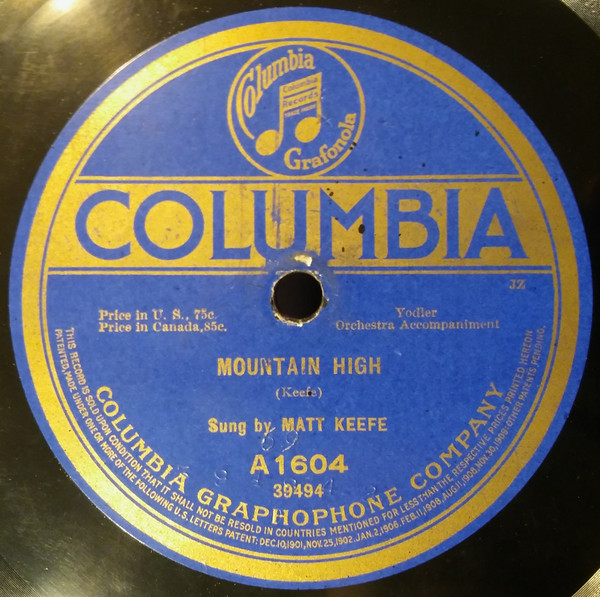 Columbia
Columbia
Records
TRADE MARK
Grafonola
COLUMBIA
JZ
Price in U. S., 75c.
Price in Canada, 85c.
Yodler
Orchestra Accompaniment
MOUNTAIN HIGH
(Keefe)
Sung by MATT KEEFE
A1604
39494
COLUMBIA GRAPHOPHONE COMPANY
THIS RECORD IS SOLD UPON CONDITION THAT IT SHALL NOT BE RESOLD IN COUNTRIES MENTIONED FOR LESS THAN THE RESPECTIVE PRICES PRINTED HEREON
PATENTED, MADE UNDER ONE OR MORE OF THE FOLLOWING U.S. LETTERS PATENT: DEC.10,1901, NOV.25,1902. JAN.2,1906. FEB.11,1908, AUG.11,1908, NOV.30,1909. OTHER PATENTS PENDING.